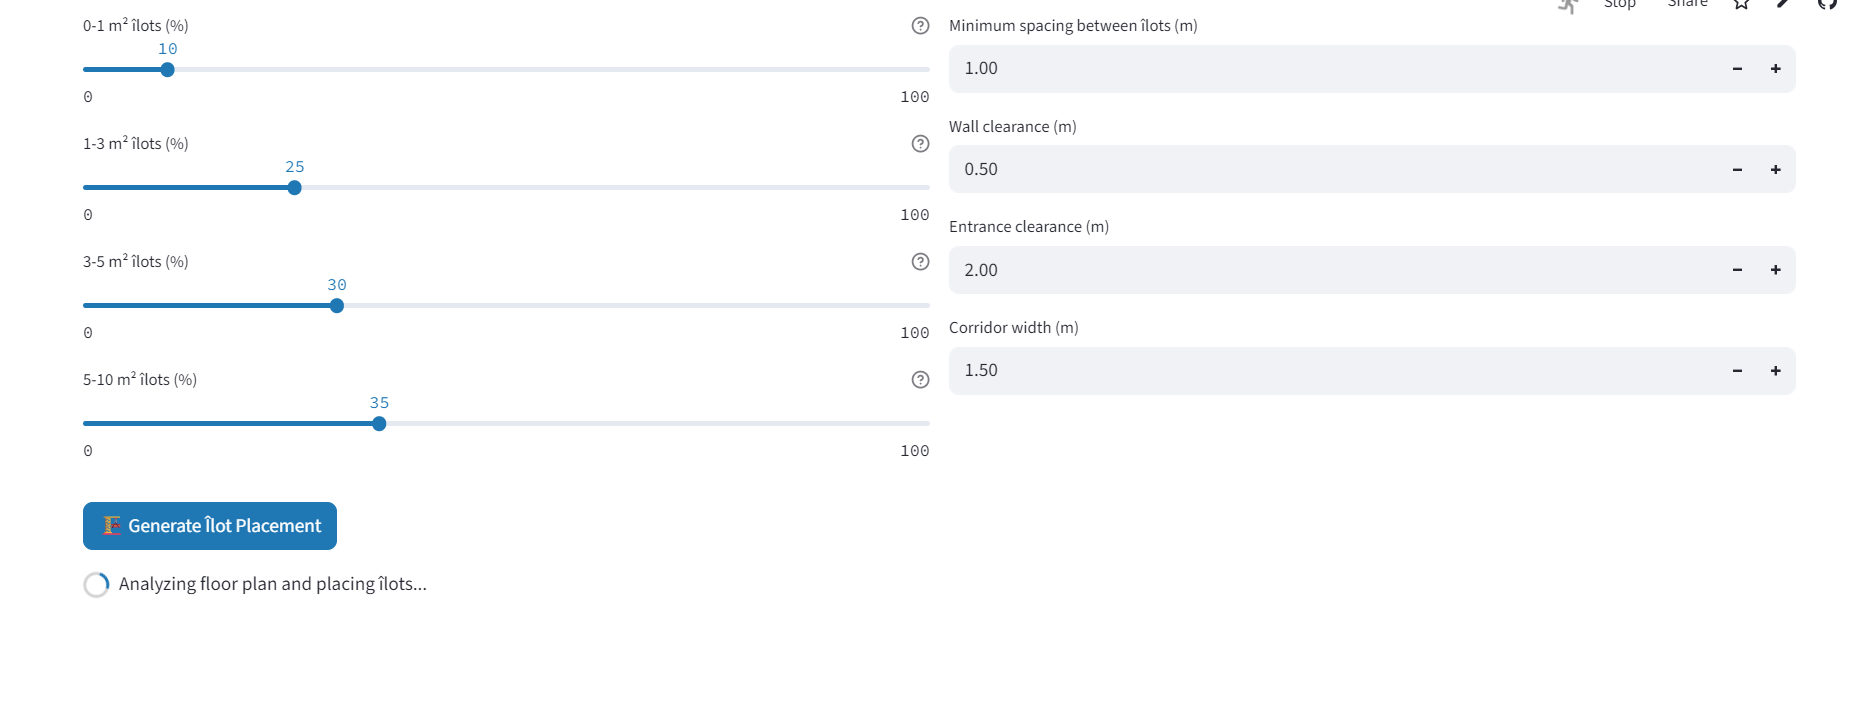 Stop Share
0-1 m² îlots (%)
10
0 100
1-3 m² îlots (%)
25
0 100
3-5 m² îlots (%)
30
0 100
5-10 m² îlots (%)
35
0 100
Minimum spacing between îlots (m)
1.00
Wall clearance (m)
0.50
Entrance clearance (m)
2.00
Corridor width (m)
1.50
Generate Îlot Placement
Analyzing floor plan and placing îlots...